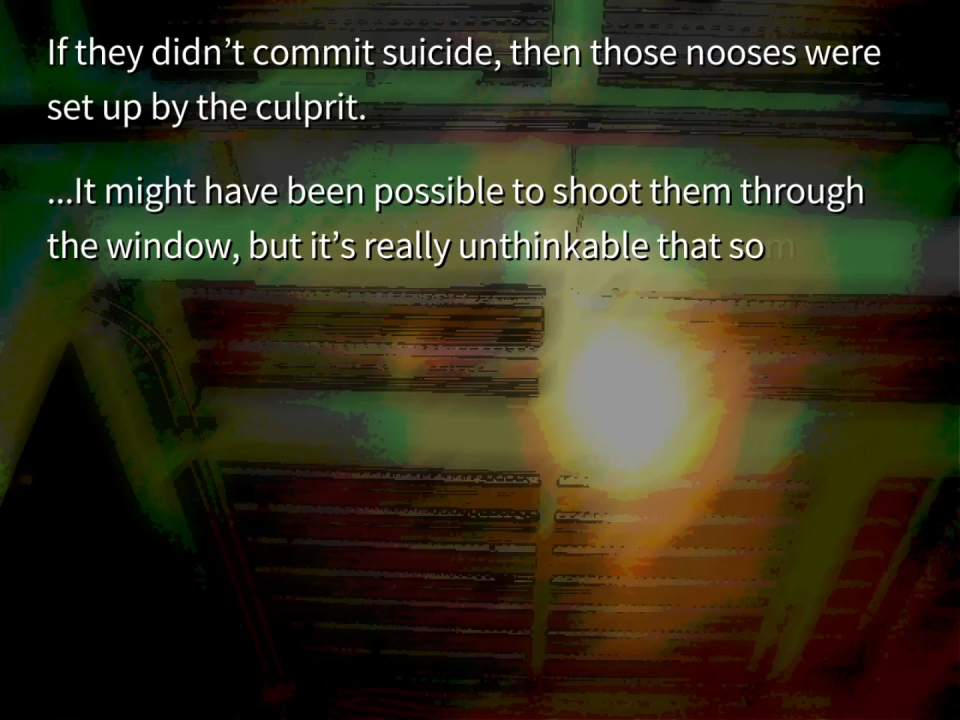 If they didn’t commit suicide, then those nooses were
set up by the culprit.
...It might have been possible to shoot them through
the window, but it’s really unthinkable that som